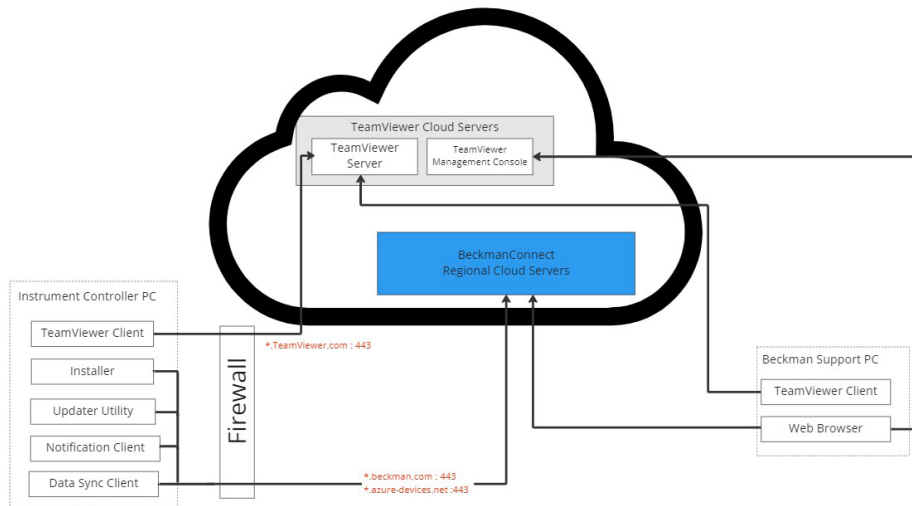 TeamViewer Cloud Servers
TeamViewer
Server
TeamViewer
Management Console
BeckmanConnect
Regional Cloud Servers
Instrument Controller PC
TeamViewer Client
Installer
Updater Utility
Notification Client
Data Sync Client
Firewall
*.TeamViewer.com : 443
*.beckman.com : 443
*.azure-devices.net :443
Beckman Support PC
TeamViewer Client
Web Browser